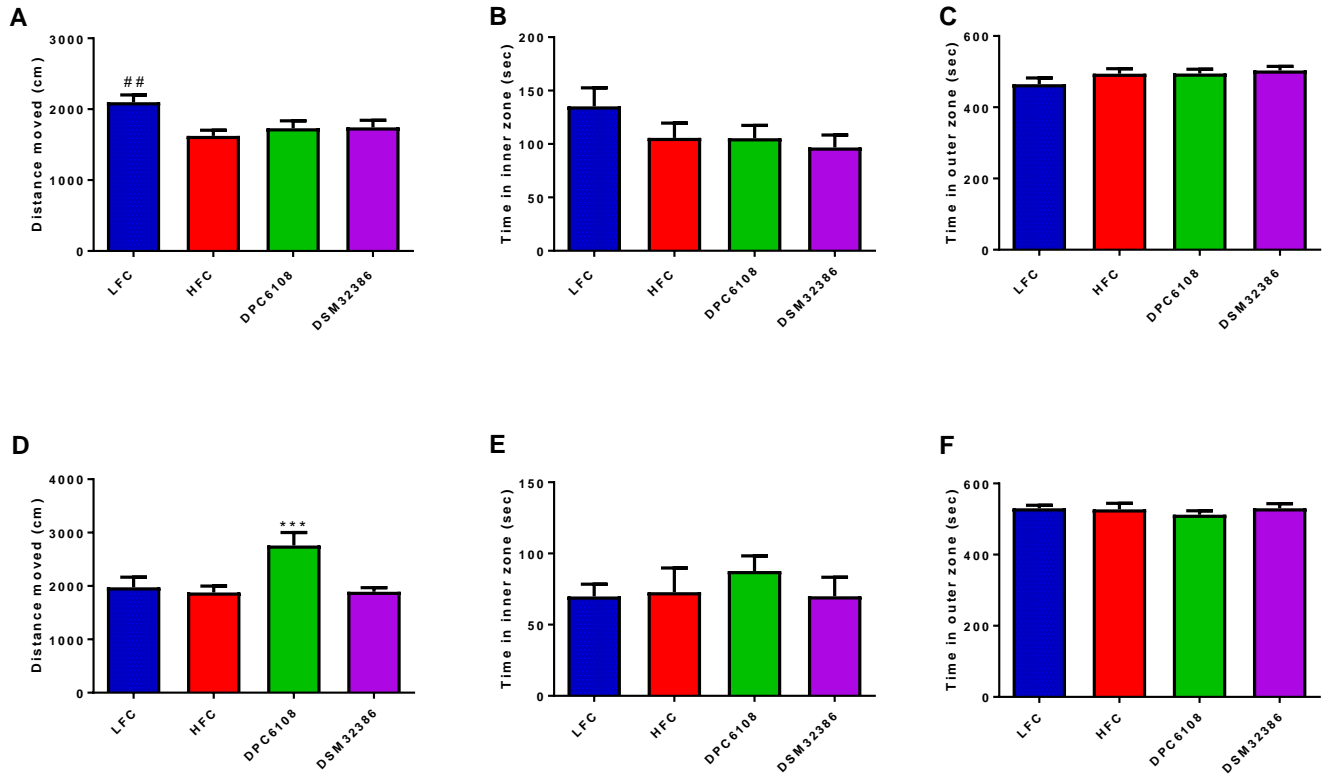 A
Distance moved (cm)
3000
2000
1000
0
##
LFC
HFC
DPC6108
DSM32386
B
Time in inner zone (sec)
200
150
100
50
0
LFC
HFC
DPC6108
DSM32386
C
Time in outer zone (sec)
600
400
200
0
LFC
HFC
DPC6108
DSM32386
D
Distance moved (cm)
4000
3000
2000
1000
0
***
LFC
HFC
DPC6108
DSM32386
E
Time in inner zone (sec)
150
100
50
0
LFC
HFC
DPC6108
DSM32386
F
Time in outer zone (sec)
600
400
200
0
LFC
HFC
DPC6108
DSM32386